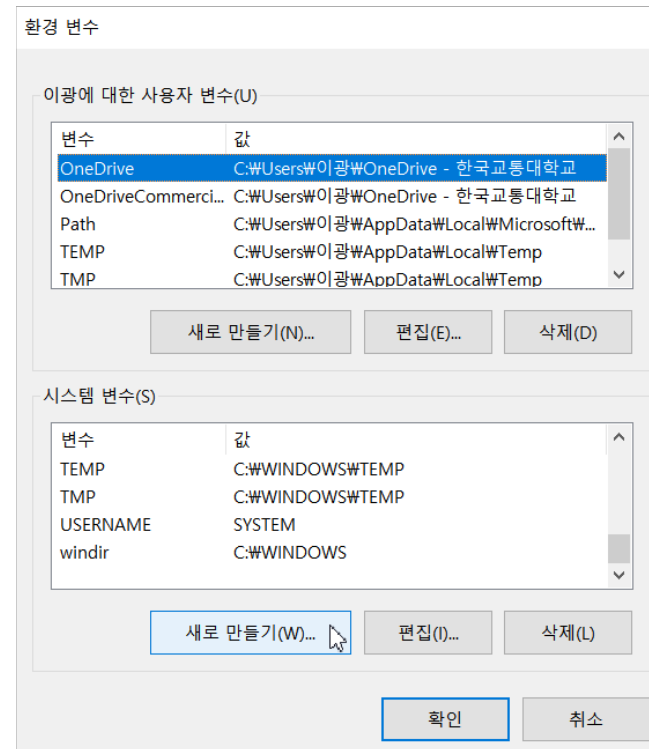 환경 변수
이광에 대한 사용자 변수(U)
변수 값
OneDrive C:₩Users₩이광₩OneDrive - 한국교통대학교
OneDriveCommerci... C:₩Users₩이광₩OneDrive - 한국교통대학교
Path C:₩Users₩이광₩AppData₩Local₩Microsoft₩...
TEMP C:₩Users₩이광₩AppData₩Local₩Temp
TMP C:₩Users₩이광₩AppData₩Local₩Temp
새로 만들기(N)... 편집(E)... 삭제(D)
시스템 변수(S)
변수 값
TEMP C:₩WINDOWS₩TEMP
TMP C:₩WINDOWS₩TEMP
USERNAME SYSTEM
windir C:₩WINDOWS
새로 만들기(W)... 편집(I)... 삭제(L)
확인 취소